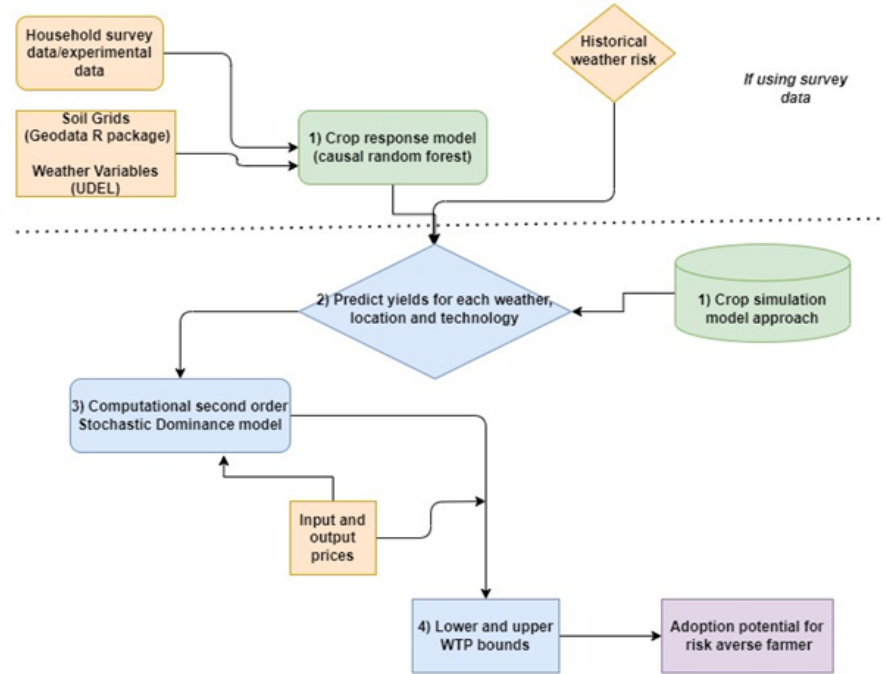 Household survey
data/experimental
data
Historical
weather risk
If using survey
data
Soil Grids
(Geodata R package)
Weather Variables
(UDEL)
1) Crop response model
(causal random forest)
2) Predict yields for each weather,
location and technology
1) Crop simulation
model approach
3) Computational second order
Stochastic Dominance model
Input and
output
prices
4) Lower and upper
WTP bounds
Adoption potential for
risk averse farmer